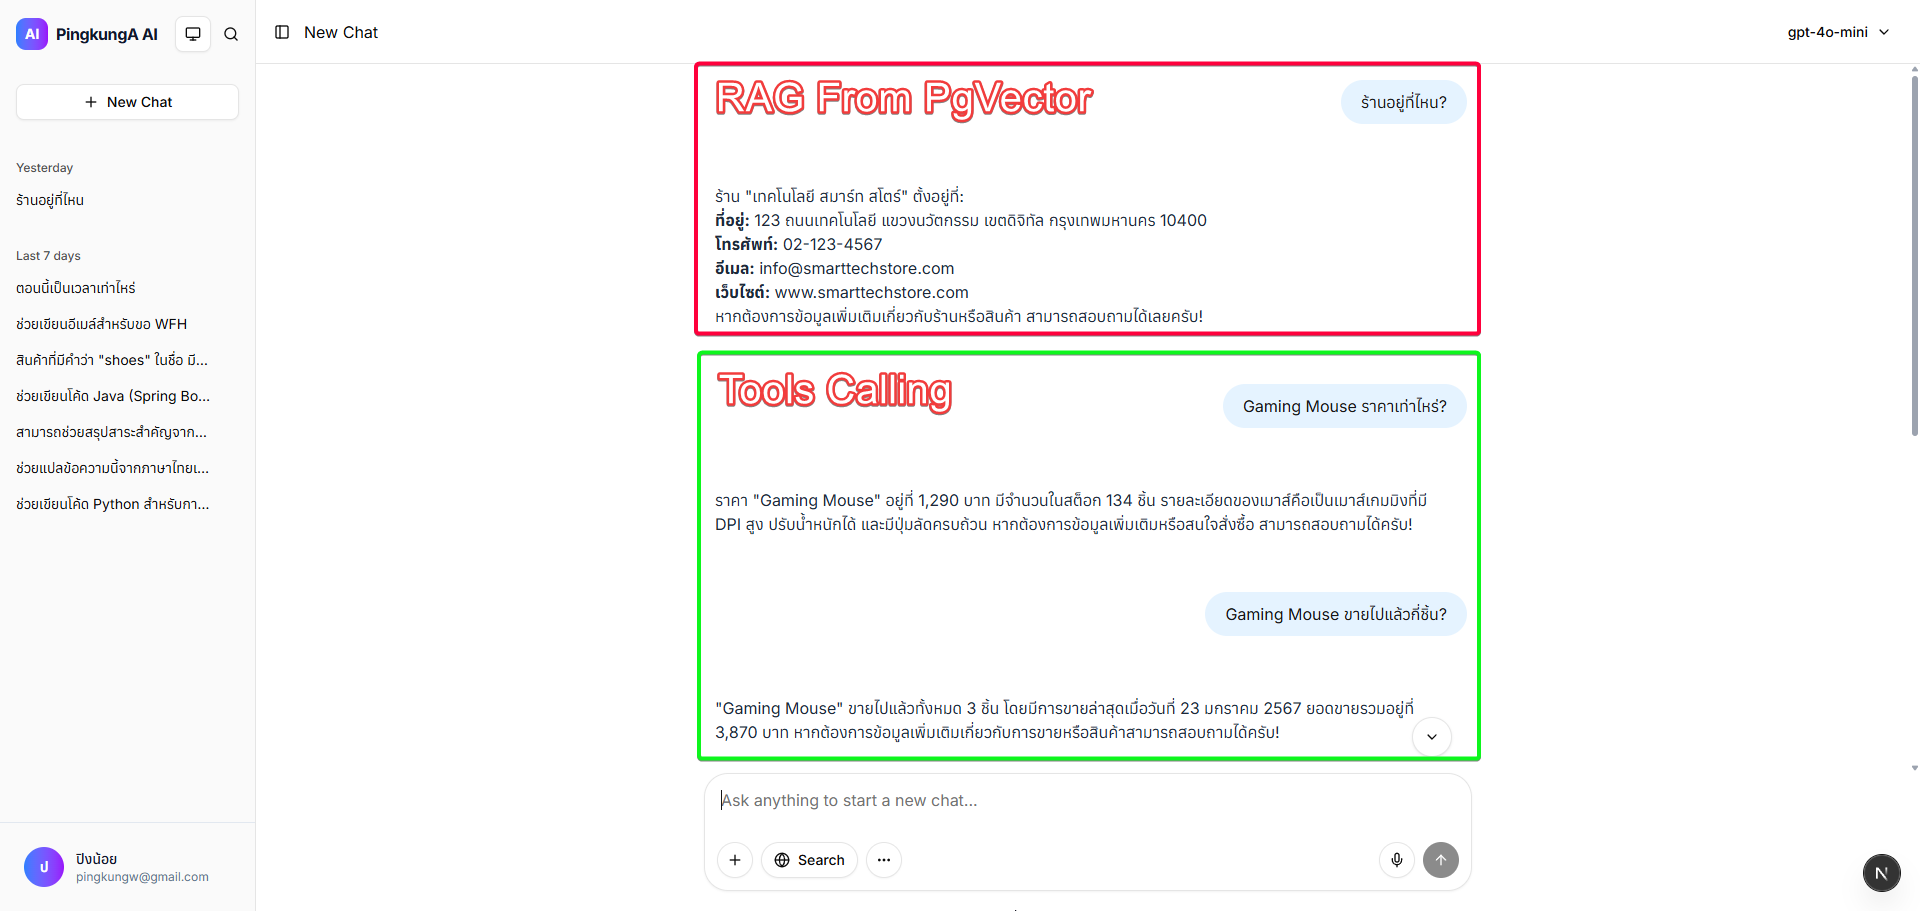 AI PingkungA AI
New Chat
Yesterday
ร้านอยู่ที่ไหน
Last 7 days
ตอนนี้เป็นเวลาเท่าไหร่
ช่วยเขียนอีเมล์สำหรับขอ WFH
สินค้าที่มีคำว่า "shoes" ในชื่อ มี...
ช่วยเขียนโค้ด Java (Spring Bo...
สามารถช่วยสรุปสาระสำคัญจาก...
ช่วยแปลข้อความนี้จากภาษาไทยเ...
ช่วยเขียนโค้ด Python สำหรับกา...
ป ปิงน้อย
pingkungw@gmail.com
New Chat
gpt-4o-mini
RAG From PgVector
ร้านอยู่ที่ไหน?
ร้าน "เทคโนโลยี สมาร์ท สโตร์" ตั้งอยู่ที่:
ที่อยู่: 123 ถนนเทคโนโลยี แขวงนวัตกรรม เขตดิจิทัล กรุงเทพมหานคร 10400
โทรศัพท์: 02-123-4567
อีเมล: info@smarttechstore.com
เว็บไซต์: www.smarttechstore.com
หากต้องการข้อมูลเพิ่มเติมเกี่ยวกับร้านหรือสินค้า สามารถสอบถามได้เลยครับ!
Tools Calling
Gaming Mouse ราคาเท่าไหร่?
ราคา "Gaming Mouse" อยู่ที่ 1,290 บาท มีจำนวนในสต็อก 134 ชิ้น รายละเอียดของเมาส์คือเป็นเมาส์เกมมิงที่มี
DPI สูง ปรับน้ำหนักได้ และมีปุ่มลัดครบถ้วน หากต้องการข้อมูลเพิ่มเติมหรือสนใจสั่งซื้อ สามารถสอบถามได้ครับ!
Gaming Mouse ขายไปแล้วกี่ชิ้น?
"Gaming Mouse" ขายไปแล้วทั้งหมด 3 ชิ้น โดยมีการขายล่าสุดเมื่อวันที่ 23 มกราคม 2567 ยอดขายรวมอยู่ที่
3,870 บาท หากต้องการข้อมูลเพิ่มเติมเกี่ยวกับการขายหรือสินค้าสามารถสอบถามได้ครับ!
Ask anything to start a new chat...
Search
N